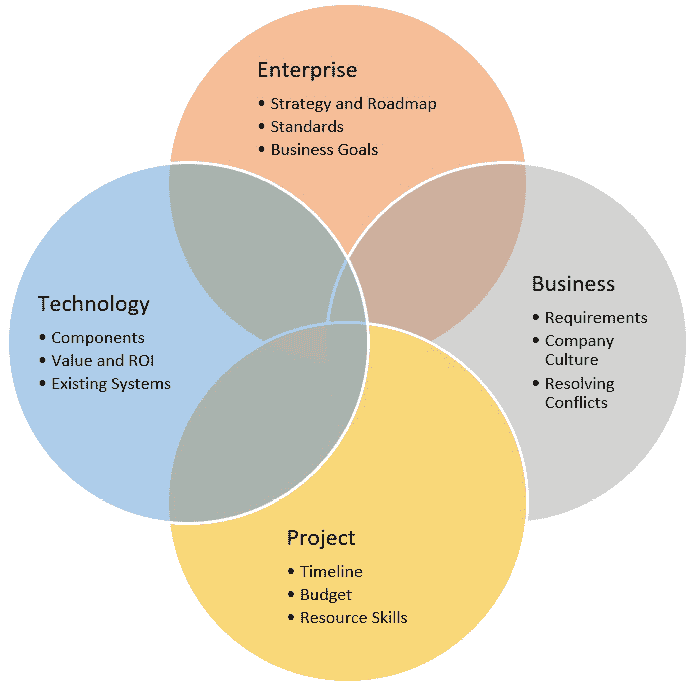 Enterprise
• Strategy and Roadmap
• Standards
• Business Goals
Technology
• Components
• Value and ROI
• Existing Systems
Business
• Requirements
• Company
Culture
• Resolving
Conflicts
Project
• Timeline
• Budget
• Resource Skills